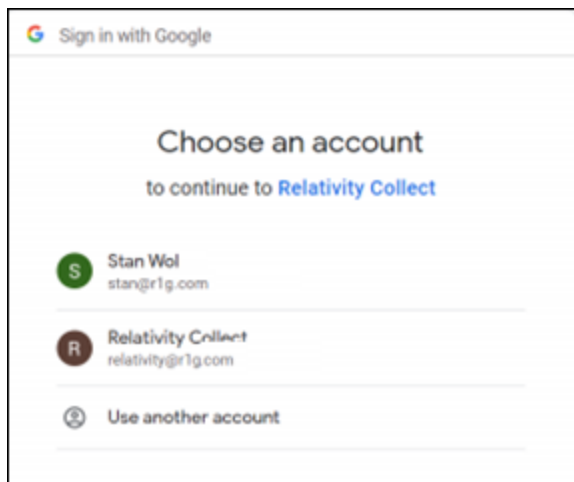 Sign in with Google
Choose an account
to continue to Relativity Collect
S
Stan Wol
stan@r1g.com
R
Relativity Collect
relativity@r1g.com
Use another account